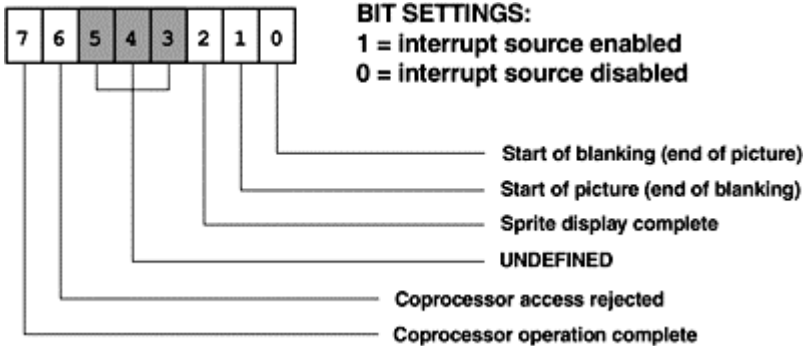 BIT SETTINGS:
7 6 5 4 3 2 1 0
1 = interrupt source enabled
0 = interrupt source disabled
Start of blanking (end of picture)
Start of picture (end of blanking)
Sprite display complete
UNDEFINED
Coprocessor access rejected
Coprocessor operation complete